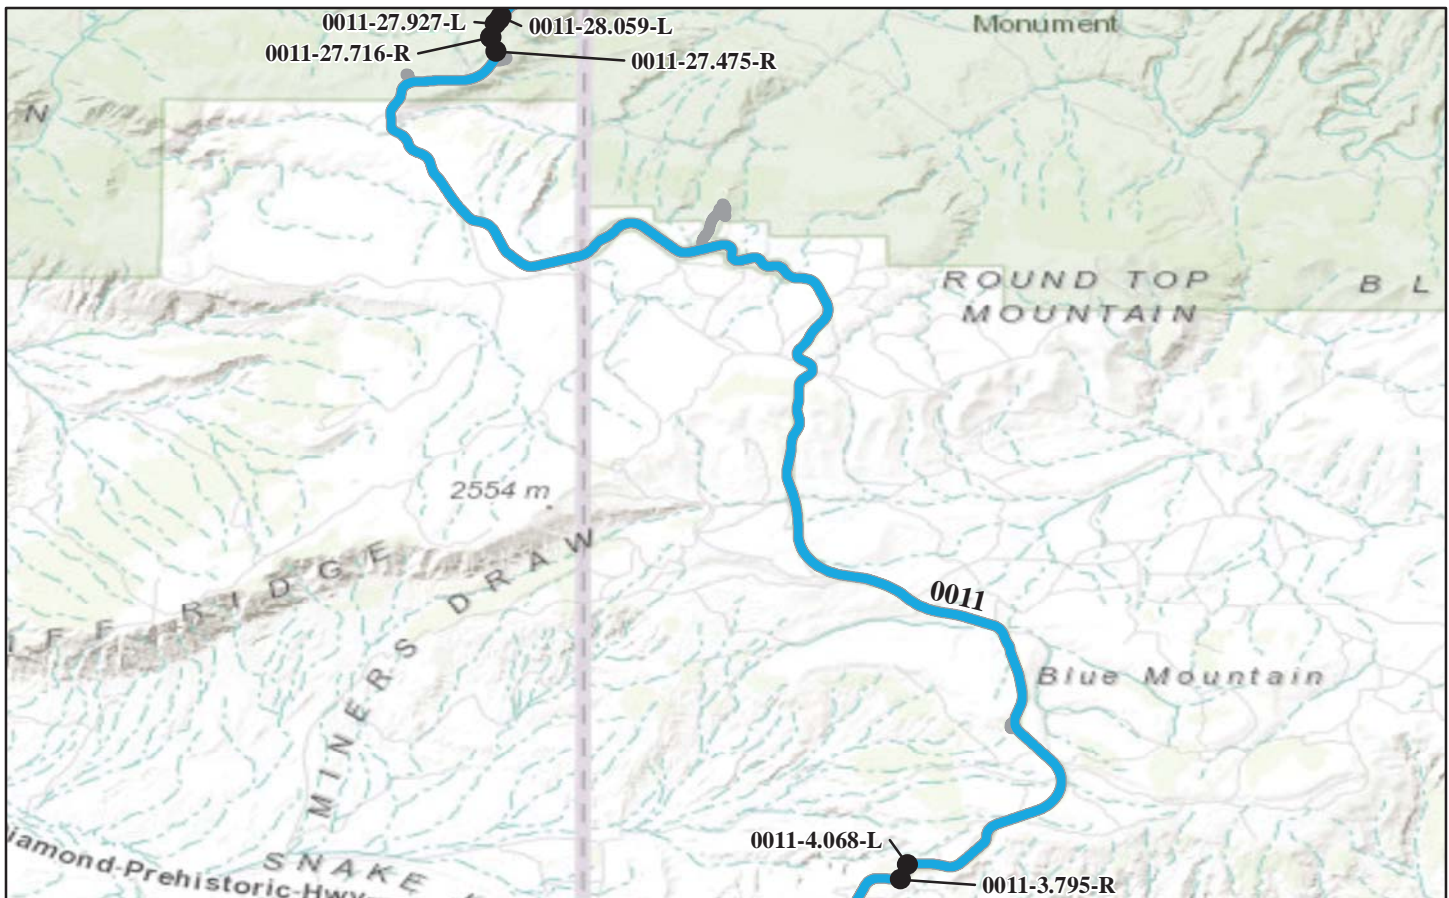 Monument
0011-27.927-L
0011-28.059-L
0011-27.716-R
0011-27.475-R
N
ROUND TOP
MOUNTAIN
B L
2554 m
IFF RIDGE
MINERS DRAW
0011
Blue Mountain
0011-4.068-L
0011-3.795-R
SNAKE
iamond-Prehistoric-Hwy